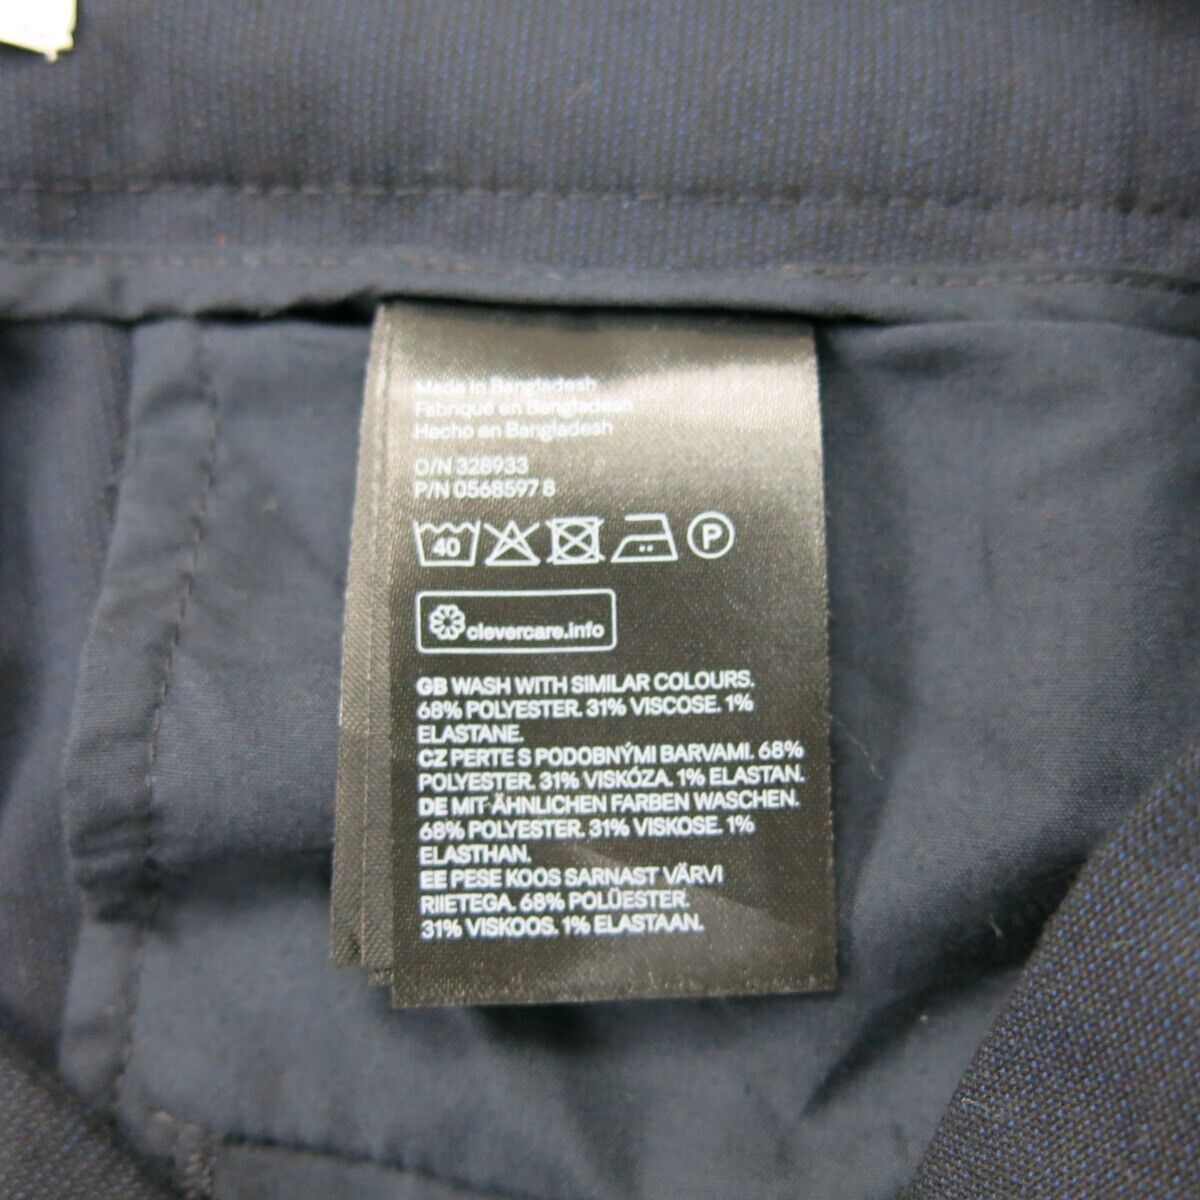 Made in Bangladesh
Fabriqué en Bangladesh
Hecho en Bangladesh
O/N 328933
P/N 0568597 8
40 P
clevercare.info
GB WASH WITH SIMILAR COLOURS.
68% POLYESTER. 31% VISCOSE. 1%
ELASTANE.
CZ PERTE S PODOBNÝMI BARVAMI. 68%
POLYESTER. 31% VISKÓZA. 1% ELASTAN.
DE MIT ÄHNLICHEN FARBEN WASCHEN.
68% POLYESTER. 31% VISKOSE. 1%
ELASTHAN.
EE PESE KOOS SARNAST VÄRVI
RIIETEGA. 68% POLÜESTER.
31% VISKOOS. 1% ELASTAAN.